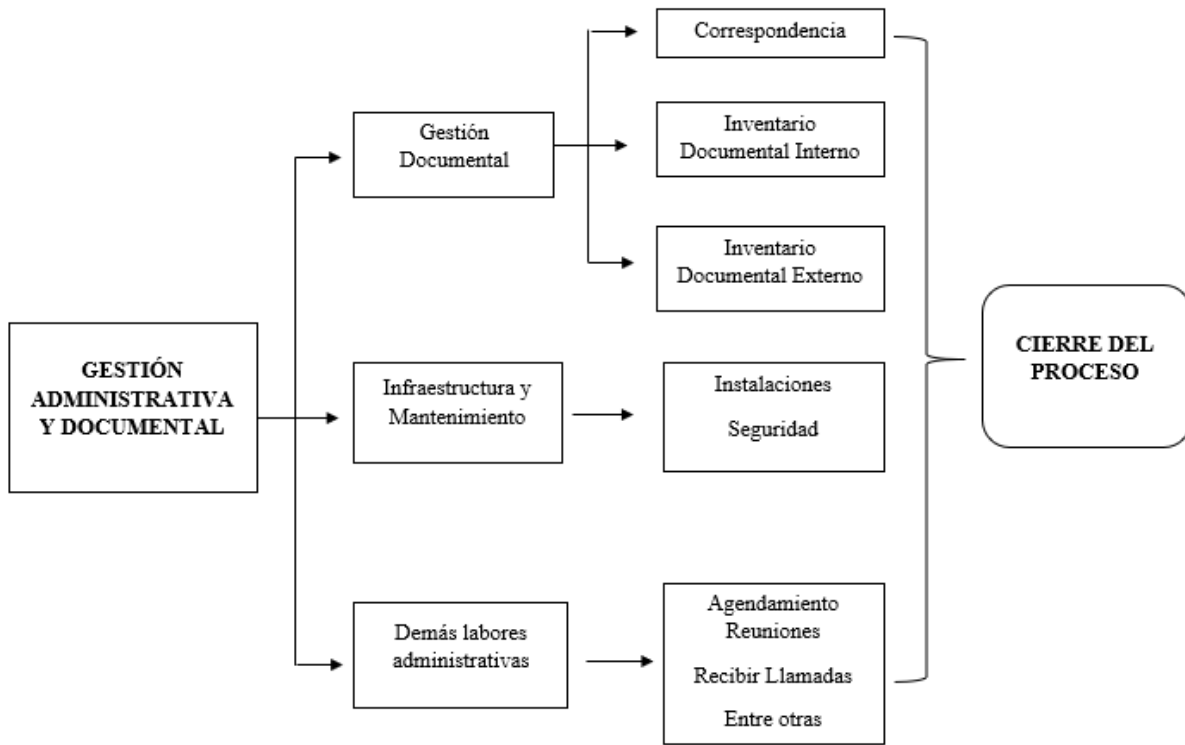 GESTIÓN
ADMINISTRATIVA
Y DOCUMENTAL
Gestión
Documental
Correspondencia
Inventario
Documental Interno
Inventario
Documental Externo
Infraestructura y
Mantenimiento
Instalaciones
Seguridad
Demás labores
administrativas
Agendamiento
Reuniones
Recibir Llamadas
Entre otras
CIERRE DEL
PROCESO